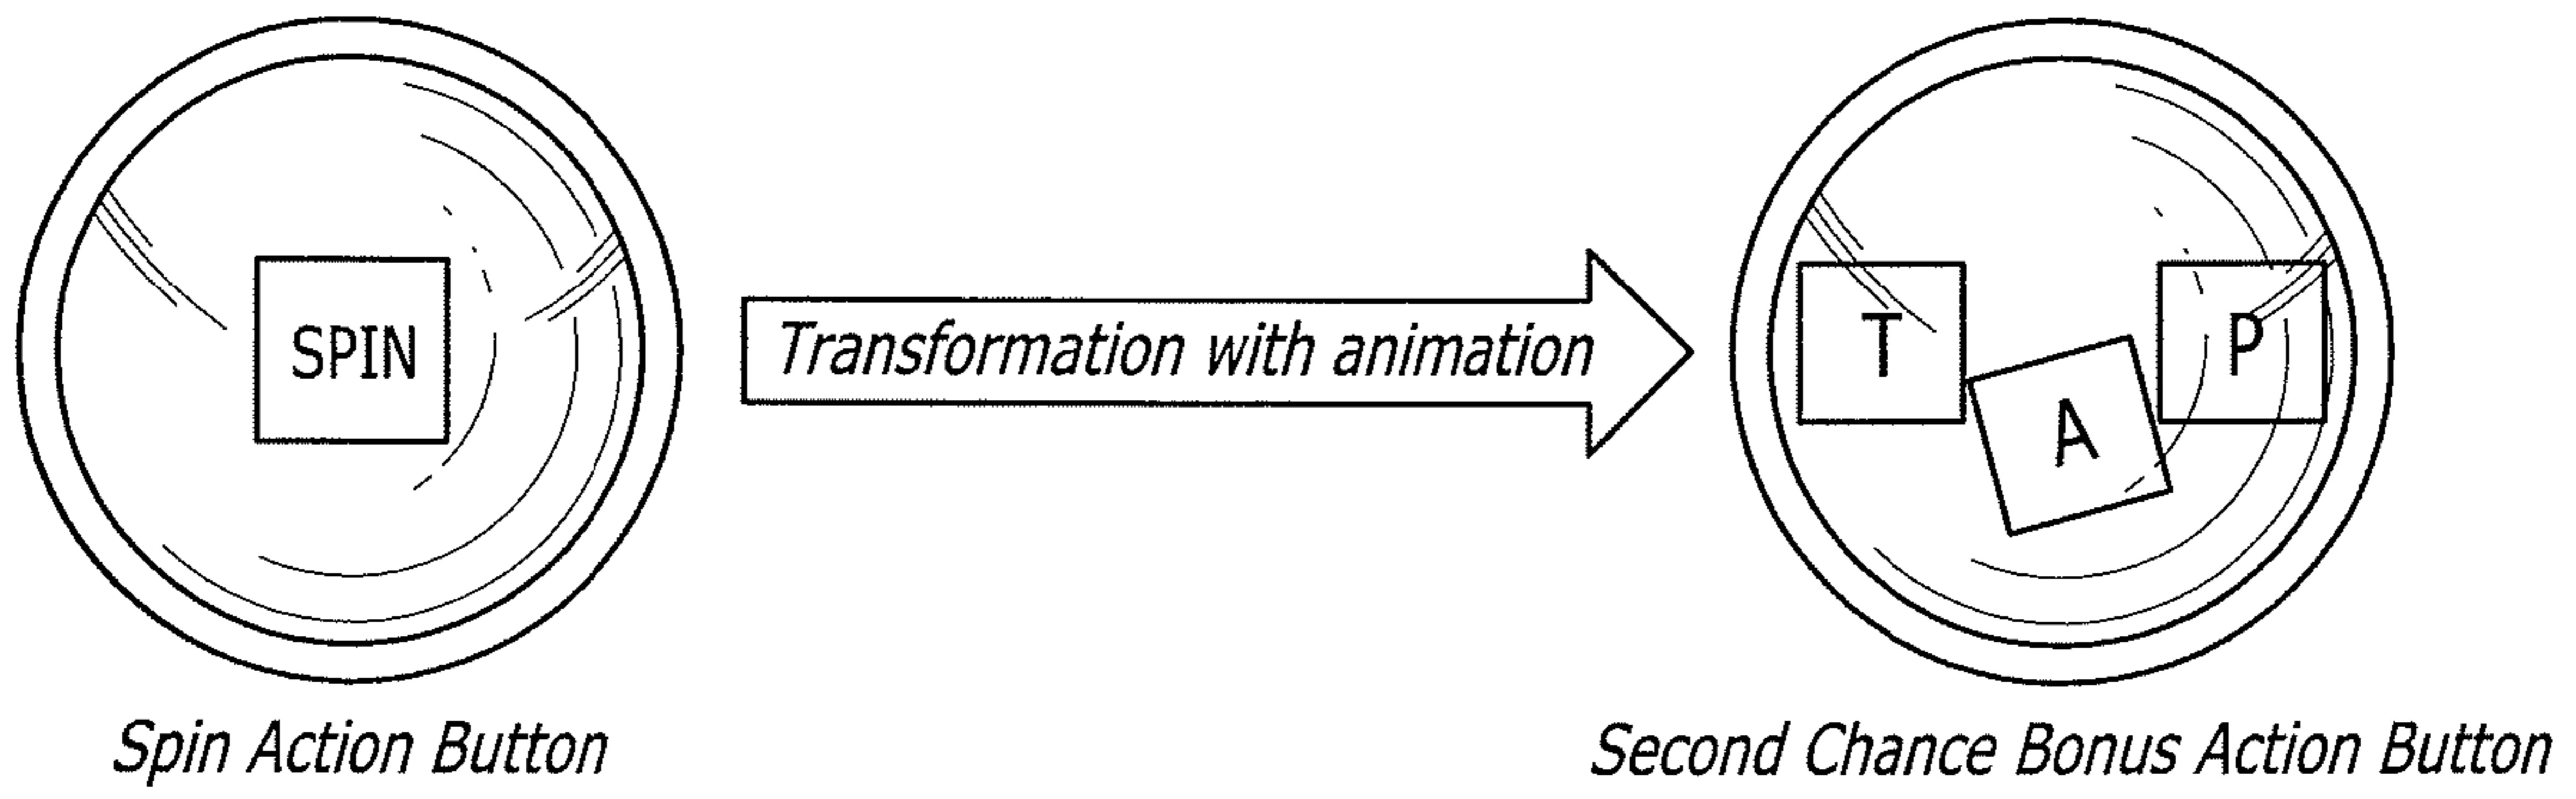 SPIN
Transformation with animation
T
A
P
Spin Action Button
Second Chance Bonus Action Button